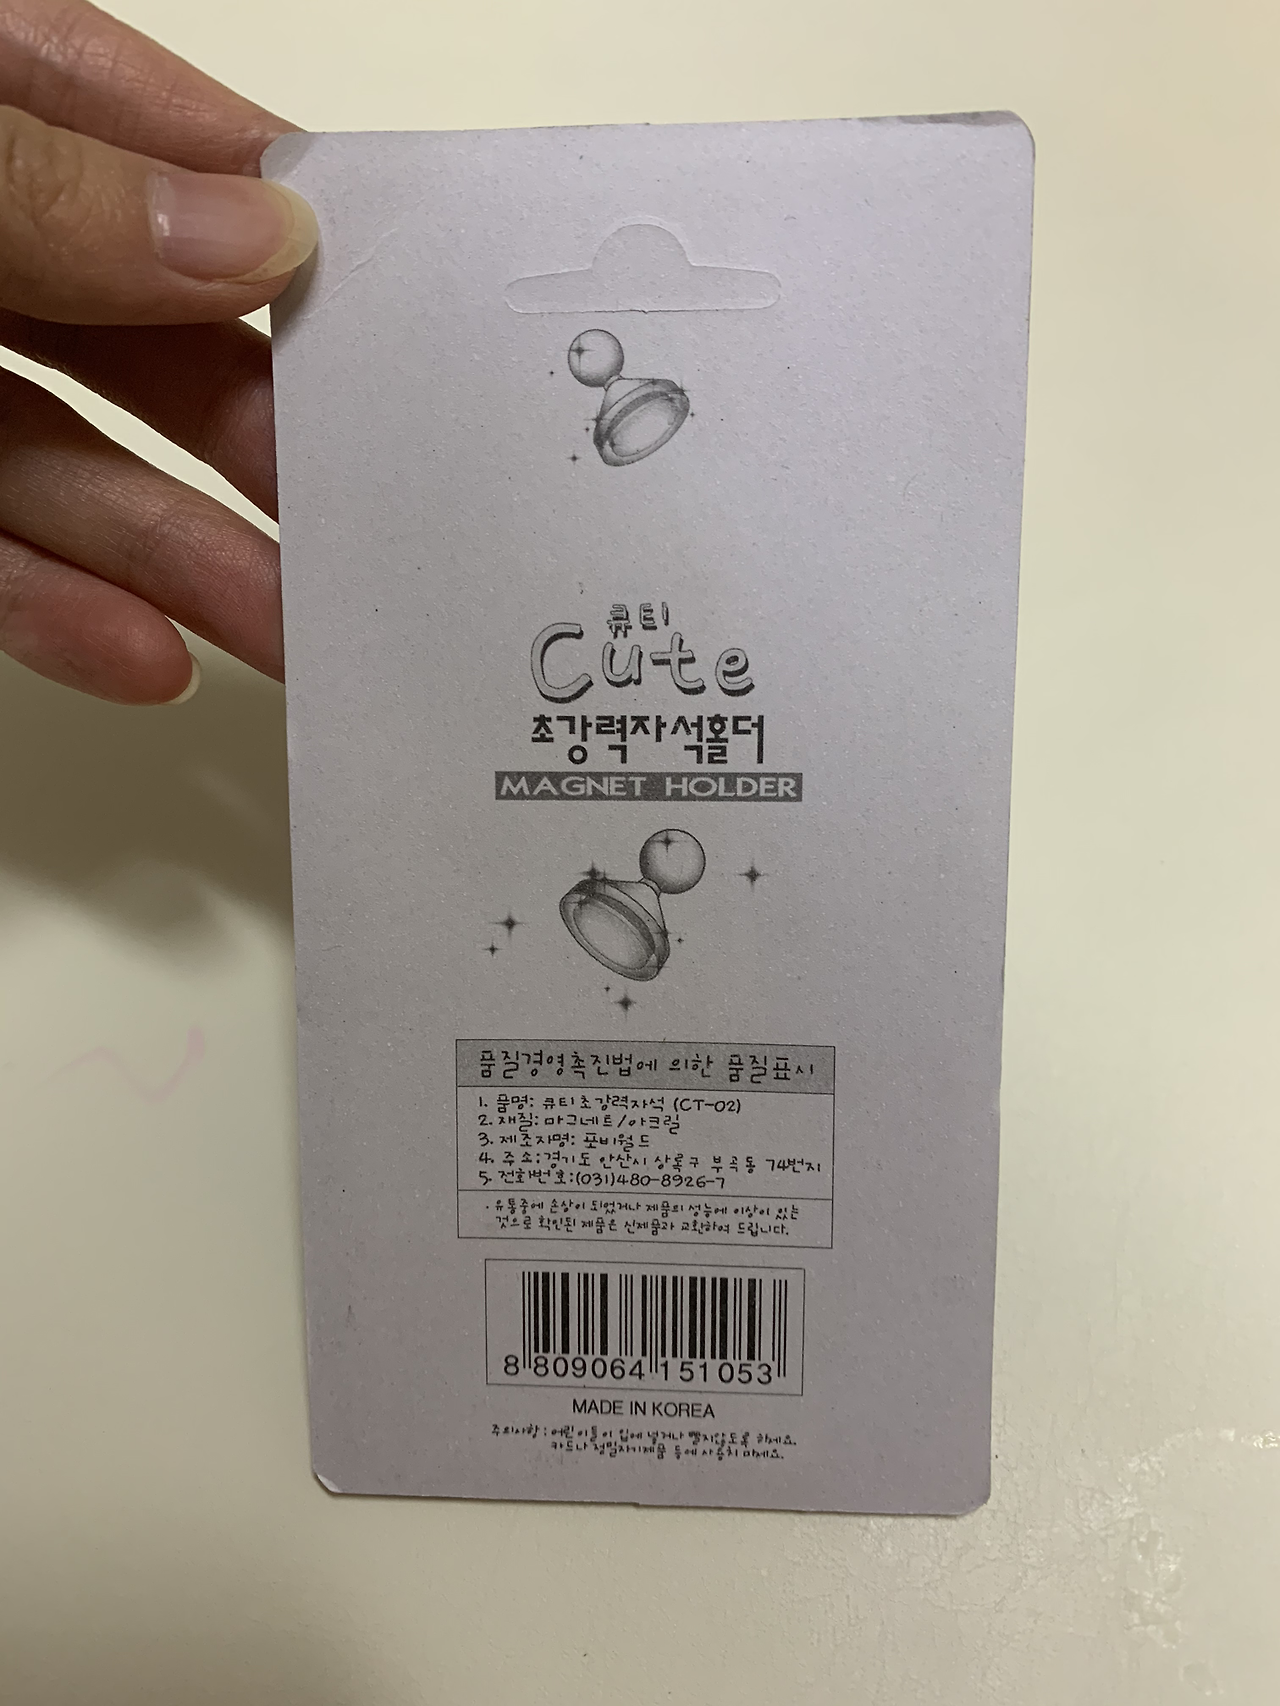 큐티
Cute
초강력자석홀더
MAGNET HOLDER
품질경영촉진법에 의한 품질표시
1. 품명: 큐티초강력자석 (CT-02)
2. 재질: 마그네트/아크릴
3. 제조자명: 포비월드
4. 주소:경기도 안산시 상록구 부곡동 74번지
5. 전화번호:(031)480-8926-7
· 유통중에 손상이 되었거나 제품의 성능에 이상이 있는
것으로 확인된 제품은 신제품과 교환하여 드립니다.
8 809064 151053
MADE IN KOREA
주의사항 : 어린이들이 입에 넣거나 빨지않도록 하세요.
카드나 정밀자기제품 등에 사용치 마세요.